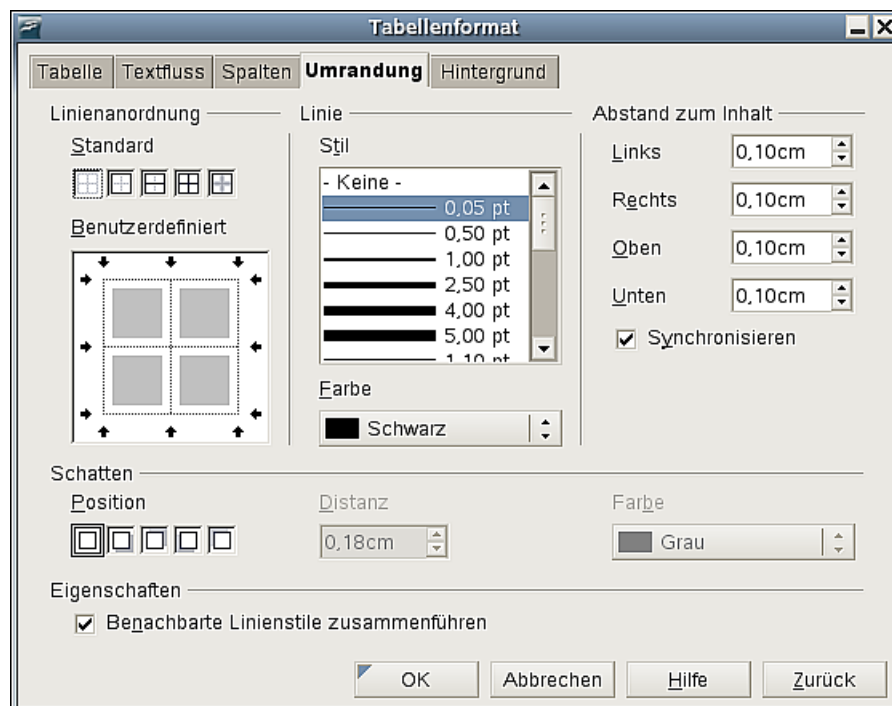 Tabellenformat
Tabelle Textfluss Spalten Umrandung Hintergrund
Linienanordnung
Standard
Benutzerdefiniert
Linie
Stil
- Keine -
0,05 pt
0,50 pt
1,00 pt
2,50 pt
4,00 pt
5,00 pt
1,10 pt
Farbe
Schwarz
Abstand zum Inhalt
Links 0,10cm
Rechts 0,10cm
Oben 0,10cm
Unten 0,10cm
Synchronisieren
Schatten
Position
Distanz
0,18cm
Farbe
Grau
Eigenschaften
Benachbarte Linienstile zusammenführen
OK Abbrechen Hilfe Zurück